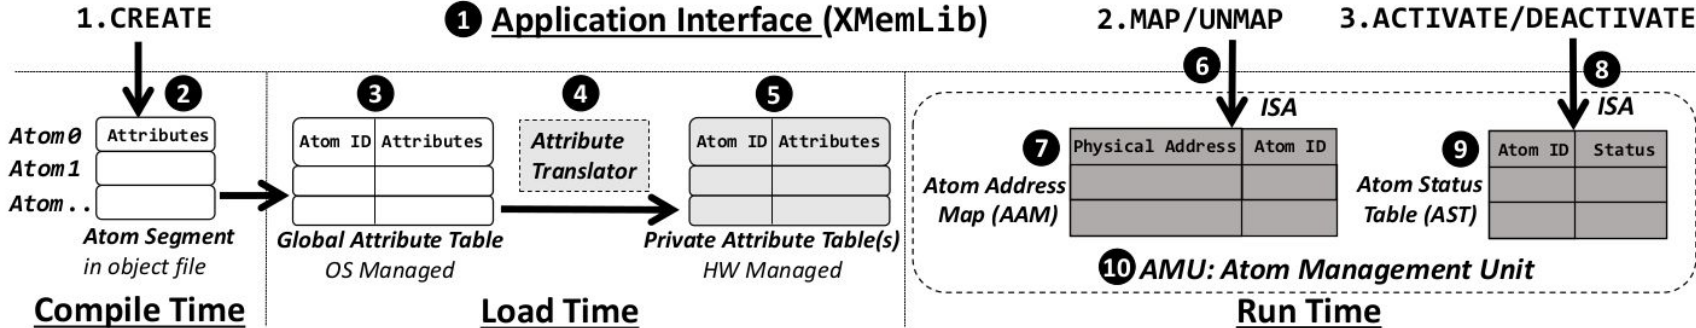 1.CREATE
1 Application Interface (XMemLib)
2.MAP/UNMAP
3.ACTIVATE/DEACTIVATE
2
Atom0
Attributes
Atom1
Atom..
Atom Segment
in object file
Compile Time
3
Atom ID Attributes
Global Attribute Table
OS Managed
4
Attribute
Translator
5
Atom ID Attributes
Private Attribute Table(s)
HW Managed
Load Time
6
ISA
7
Physical Address Atom ID
Atom Address
Map (AAM)
8
ISA
9
Atom ID Status
Atom Status
Table (AST)
10 AMU: Atom Management Unit
Run Time